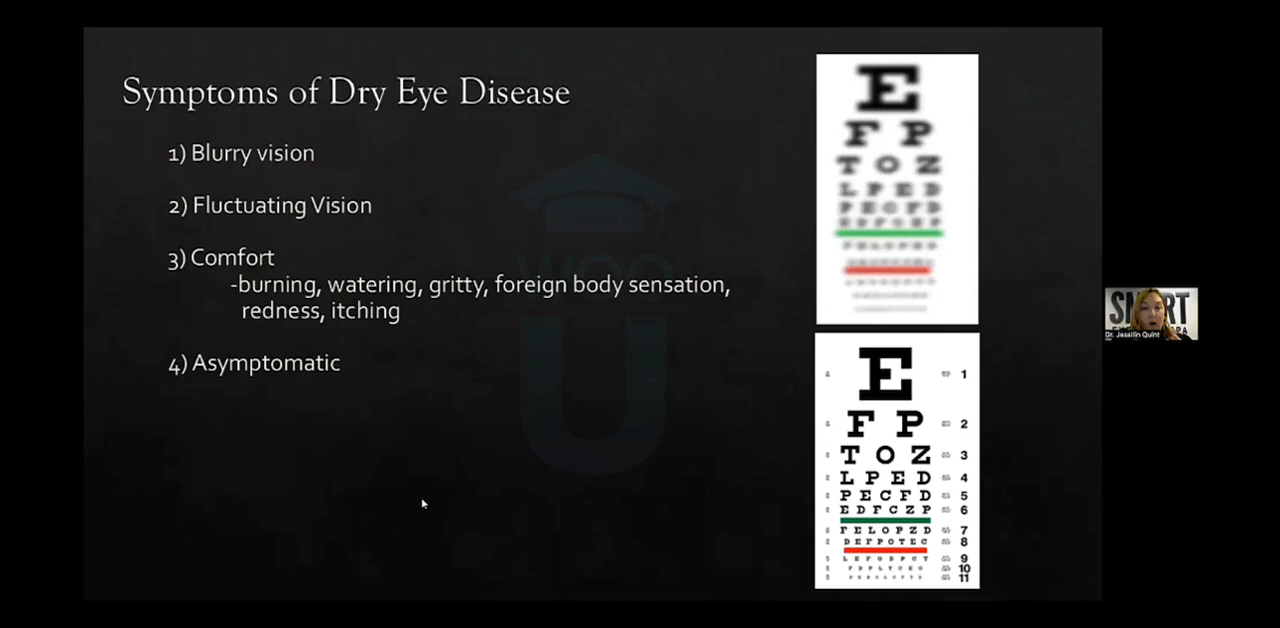 Symptoms of Dry Eye Disease
1) Blurry vision
2) Fluctuating Vision
3) Comfort
-burning, watering, gritty, foreign body sensation,
redness, itching
4) Asymptomatic
E
F P
T O Z
L P E D
P E C F D
E
1
F P
2
T O Z
3
L P E D
4
P E C F D
5
E D F C Z P
6
F E L O P Z D
7
D E F P O T E C
8
9
10
11
WOO
U
Dr. Jasallin Quint